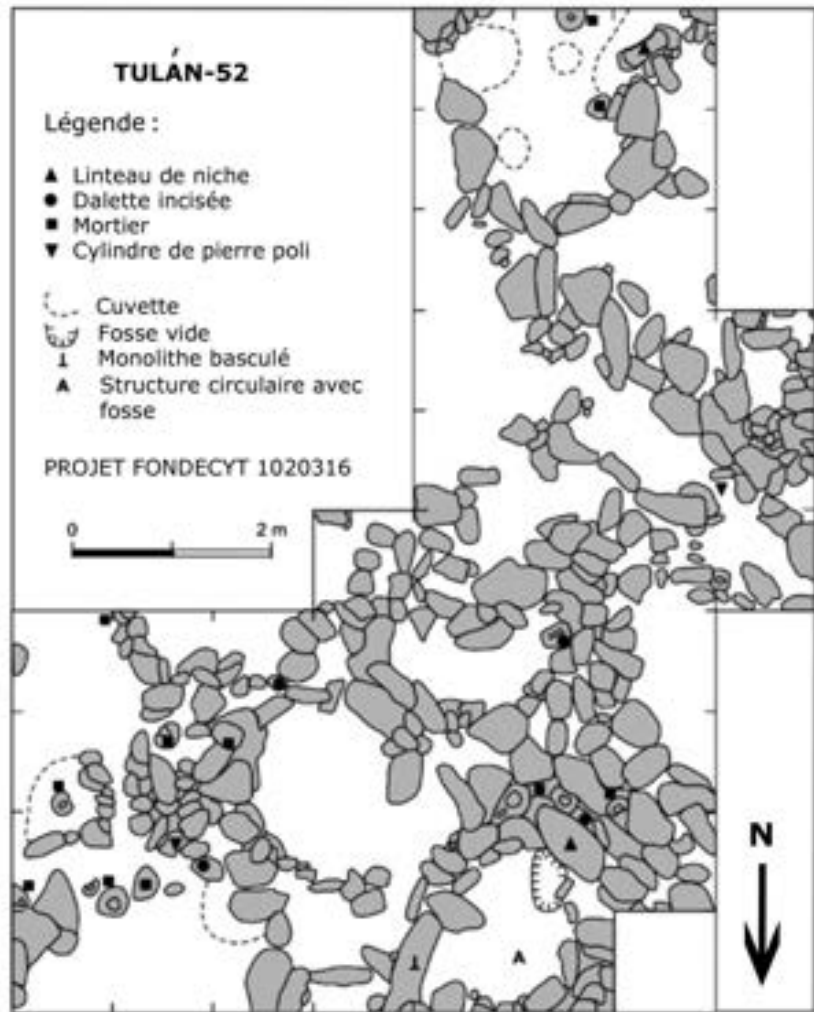 TULÁN-52
Légende :
Linteau de niche
Dalette incisée
Mortier
Cylindre de pierre poli
Cuvette
Fosse vide
Monolithe basculé
Structure circulaire avec
fosse
PROJET FONDECYT 1020316
0 2 m
N